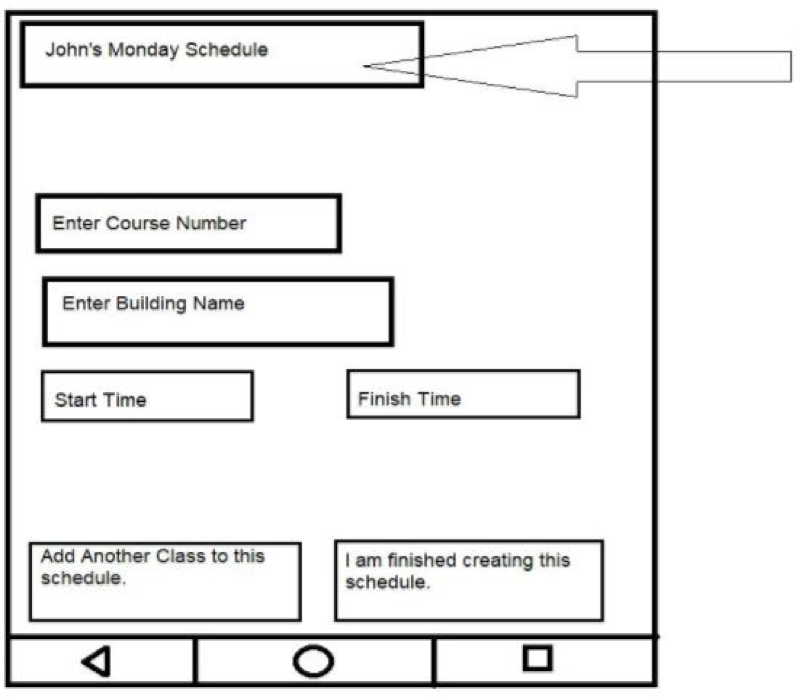 John's Monday Schedule
Enter Course Number
Enter Building Name
Start Time
Finish Time
Add Another Class to this
schedule.
I am finished creating this
schedule.